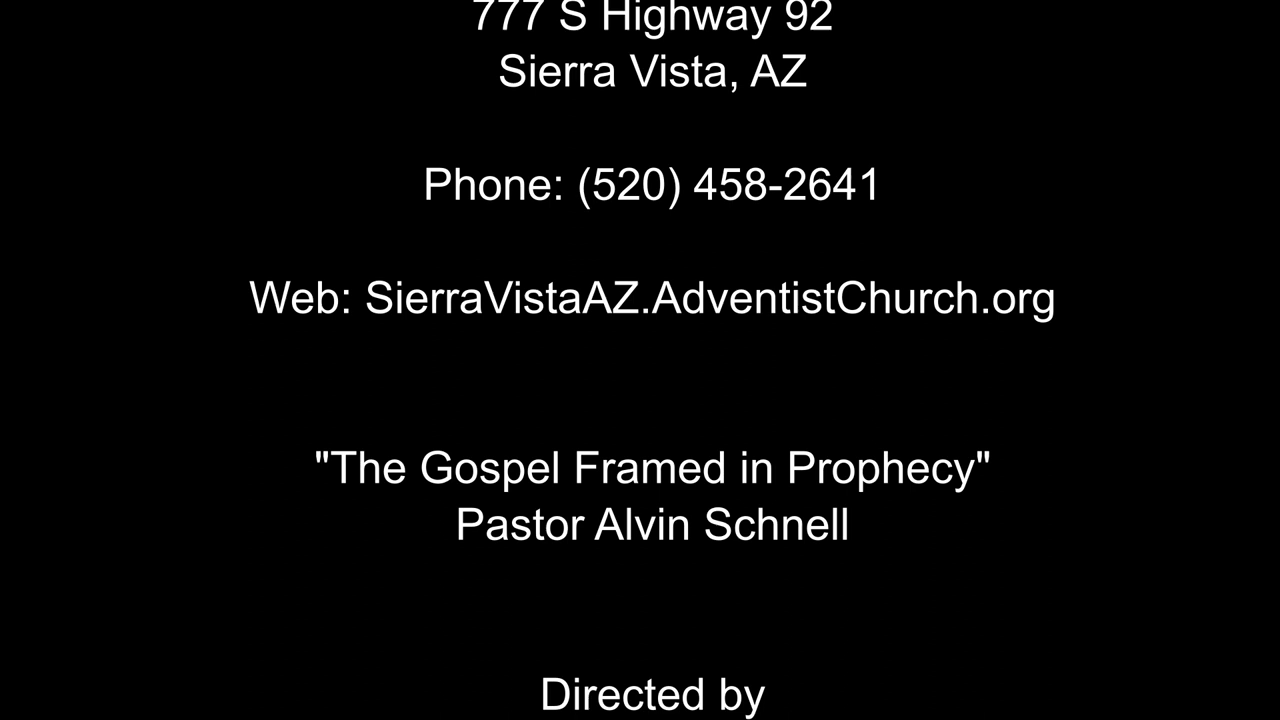 777 S Highway 92
Sierra Vista, AZ
Phone: (520) 458-2641
Web: SierraVistaAZ.AdventistChurch.org
"The Gospel Framed in Prophecy"
Pastor Alvin Schnell
Directed by